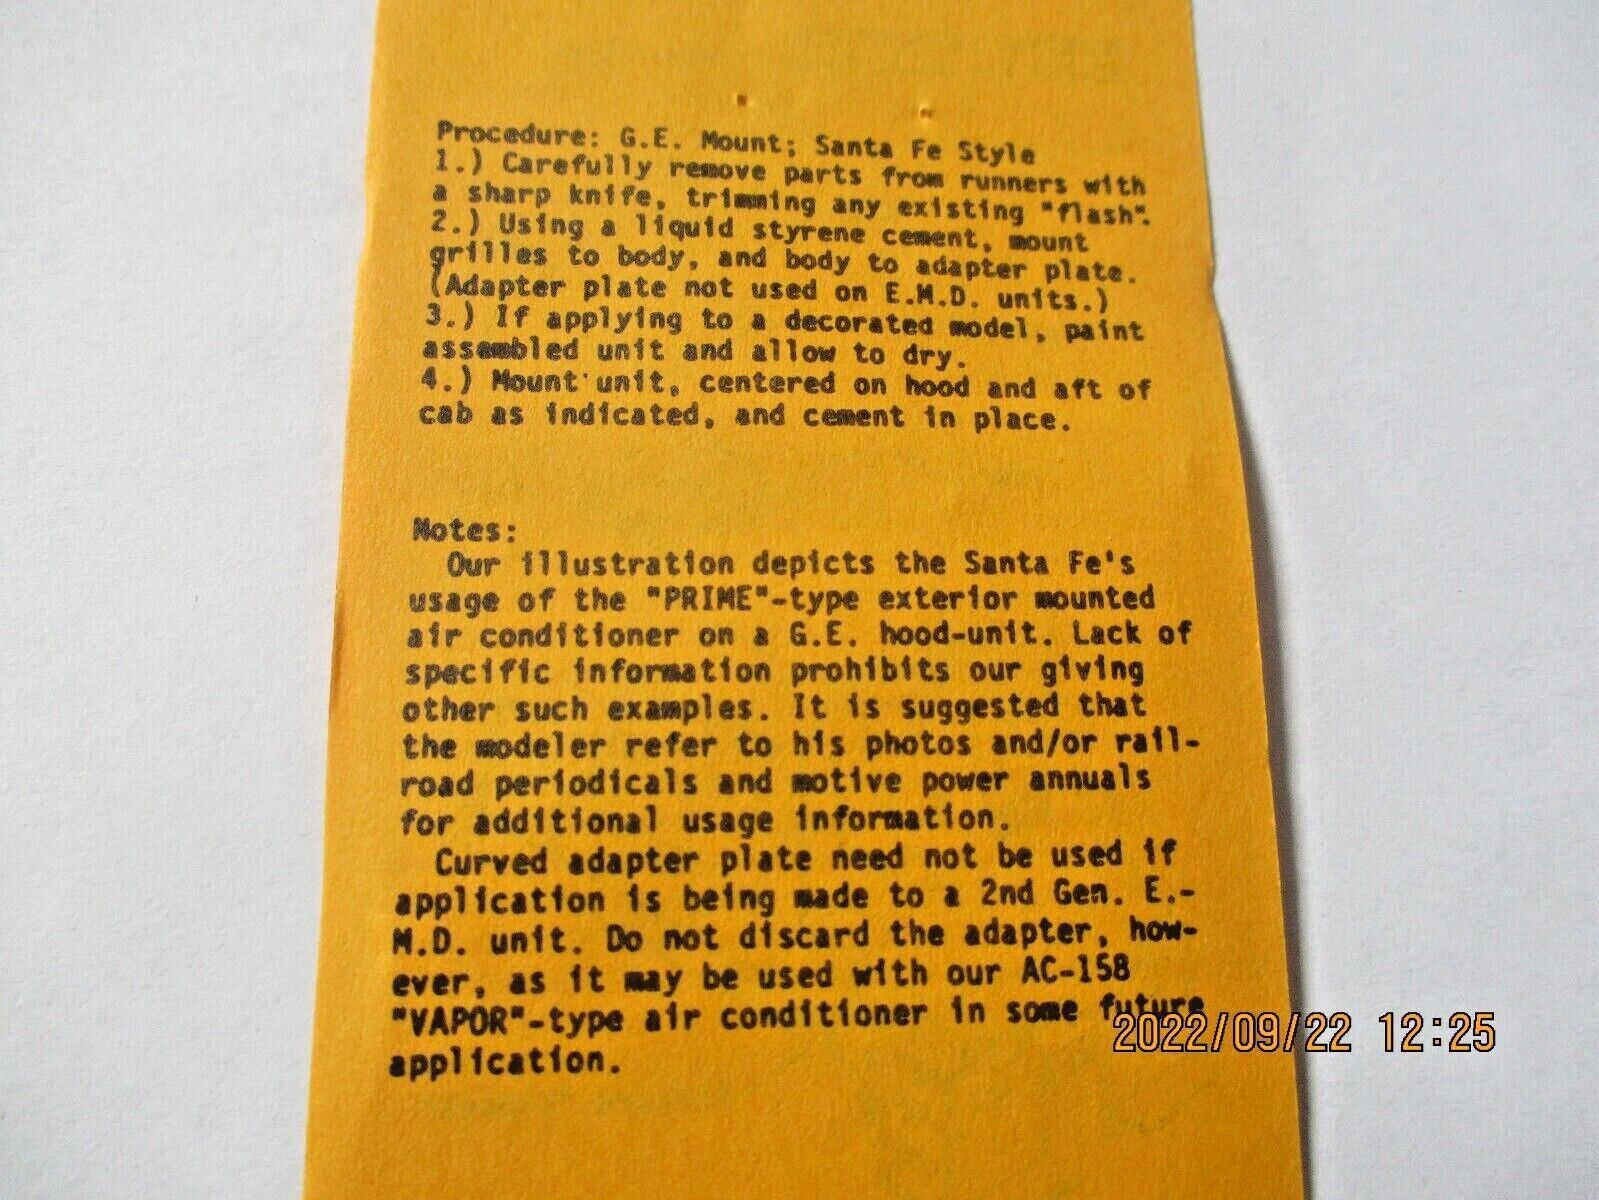 Procedure: G.E. Mount; Santa Fe Style
1.) Carefully remove parts from runners with
a sharp knife, trimming any existing "flash".
2.) Using a liquid styrene cement, mount
grilles to body, and body to adapter plate.
(Adapter plate not used on E.M.D. units.)
3.) If applying to a decorated model, paint
assembled unit and allow to dry.
4.) Mount unit, centered on hood and aft of
cab as indicated, and cement in place.
Notes:
Our illustration depicts the Santa Fe's
usage of the "PRIME"-type exterior mounted
air conditioner on a G.E. hood-unit. Lack of
specific information prohibits our giving
other such examples. It is suggested that
the modeler refer to his photos and/or rail-
road periodicals and motive power annuals
for additional usage information.
Curved adapter plate need not be used if
application is being made to a 2nd Gen. E.-
M.D. unit. Do not discard the adapter, how-
ever, as it may be used with our AC-158
"VAPOR"-type air conditioner in some future
application.
2022/09/22 12:25